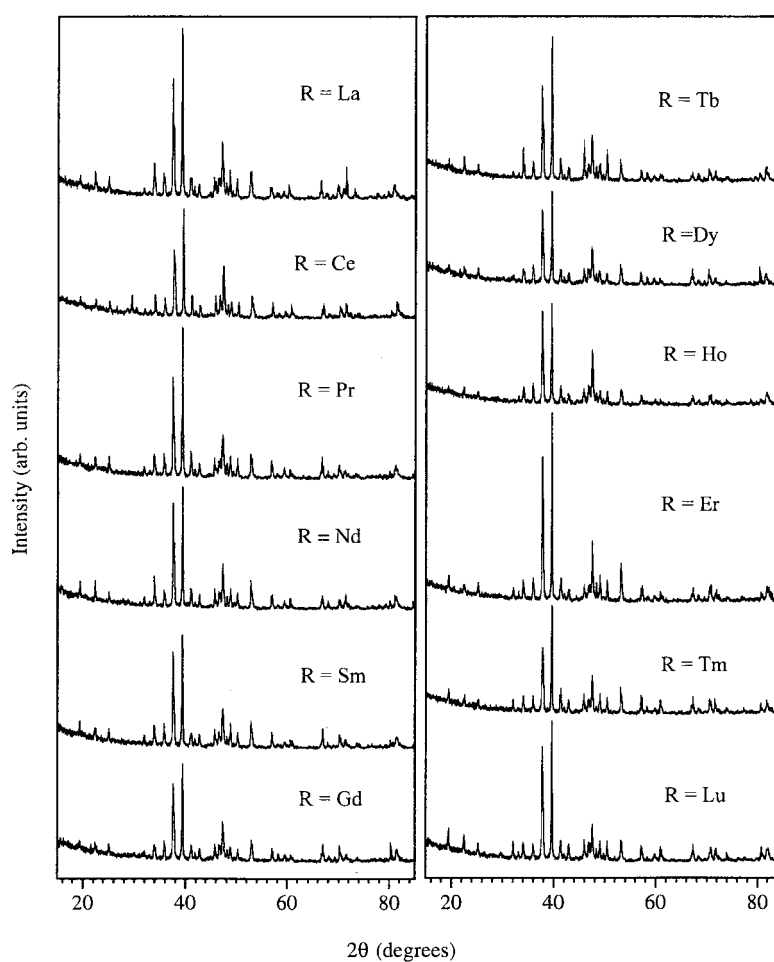 R = La
R = Ce
R = Pr
R = Nd
R = Sm
R = Gd
R = Tb
R =Dy
R = Ho
R = Er
R = Tm
R = Lu
Intensity (arb. units)
20 40 60 80
20 40 60 80
2θ (degrees)